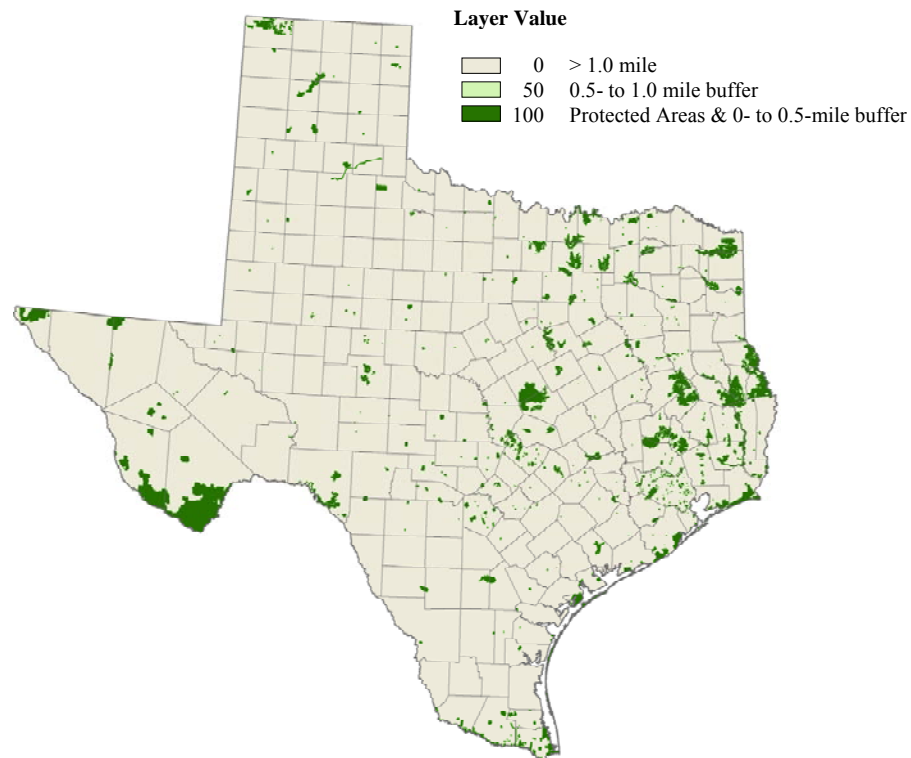 Layer Value
0 > 1.0 mile
50 0.5- to 1.0 mile buffer
100 Protected Areas & 0- to 0.5-mile buffer